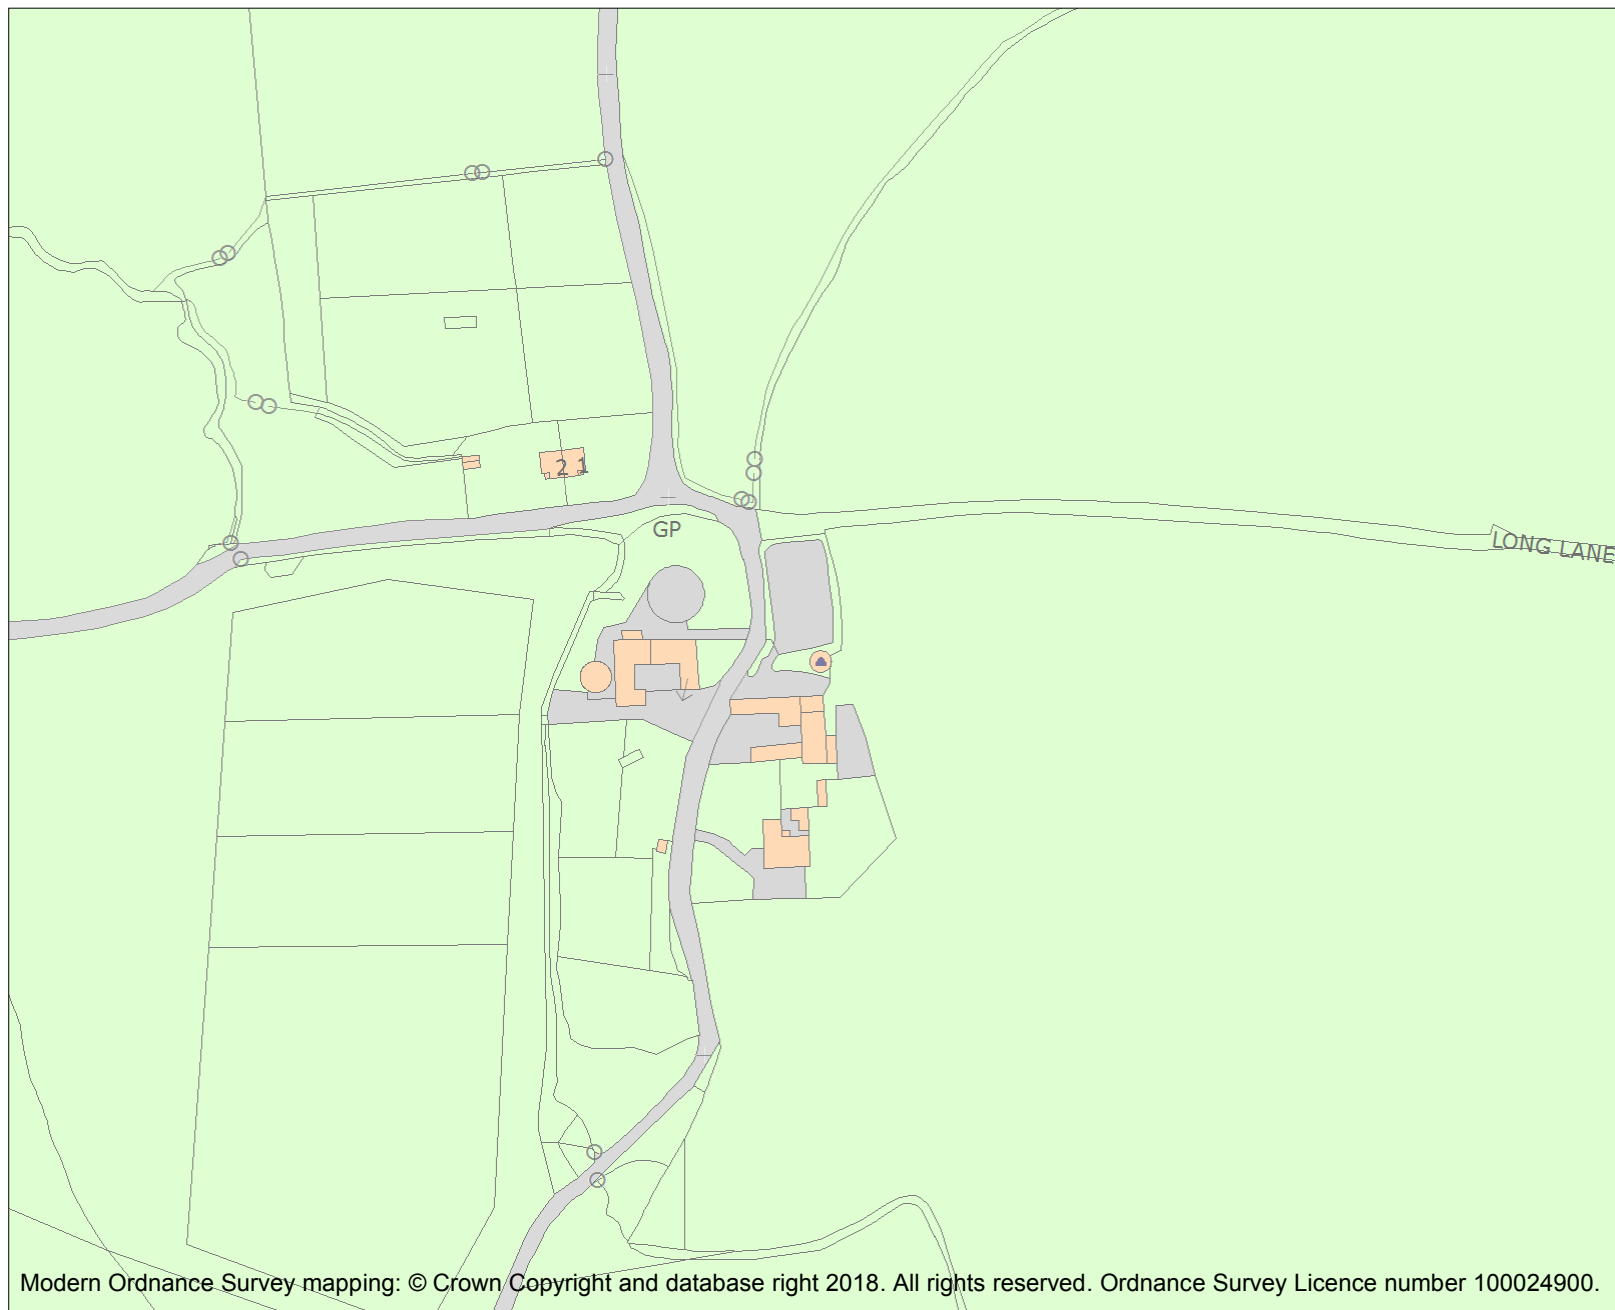 2 1
GP
LONG LANE
Modern Ordnance Survey mapping: © Crown Copyright and database right 2018. All rights reserved. Ordnance Survey Licence number 100024900.